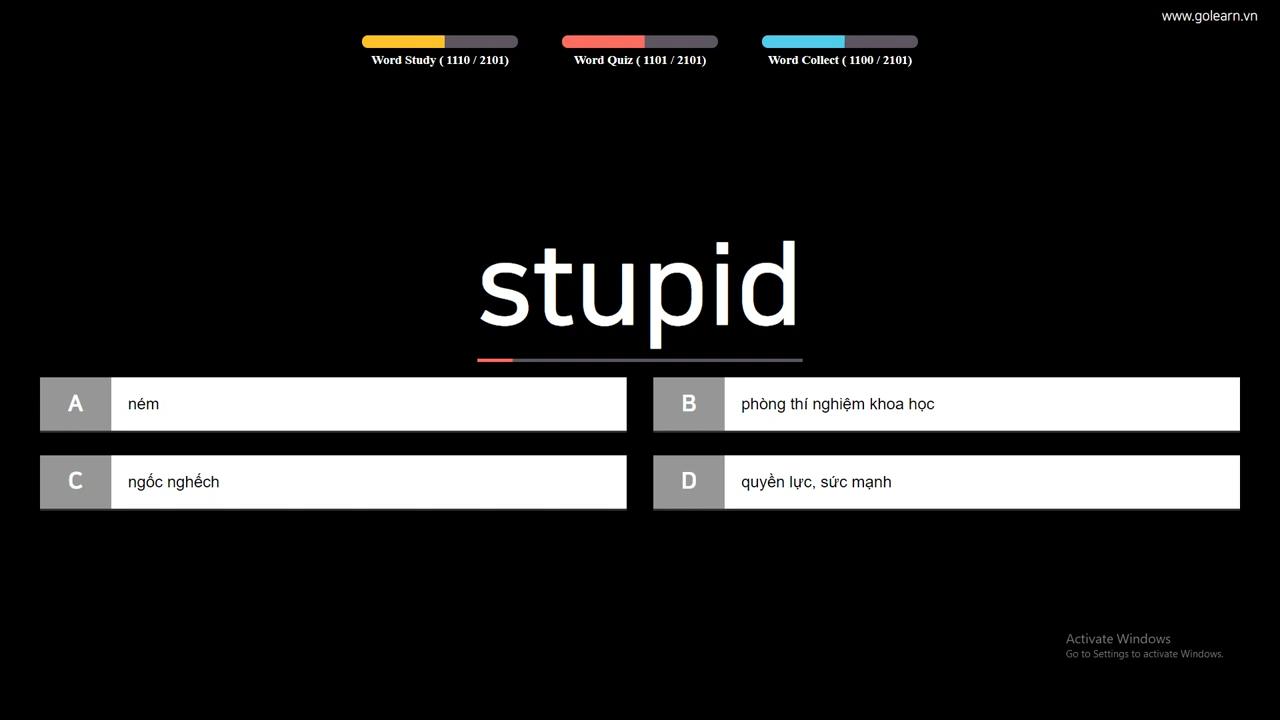 www.golearn.vn
Word Study ( 1110 / 2101)
Word Quiz ( 1101 / 2101)
Word Collect ( 1100 / 2101)
stupid
A ném
B phòng thí nghiệm khoa học
C ngốc nghếch
D quyền lực, sức mạnh
Activate Windows
Go to Settings to activate Windows.